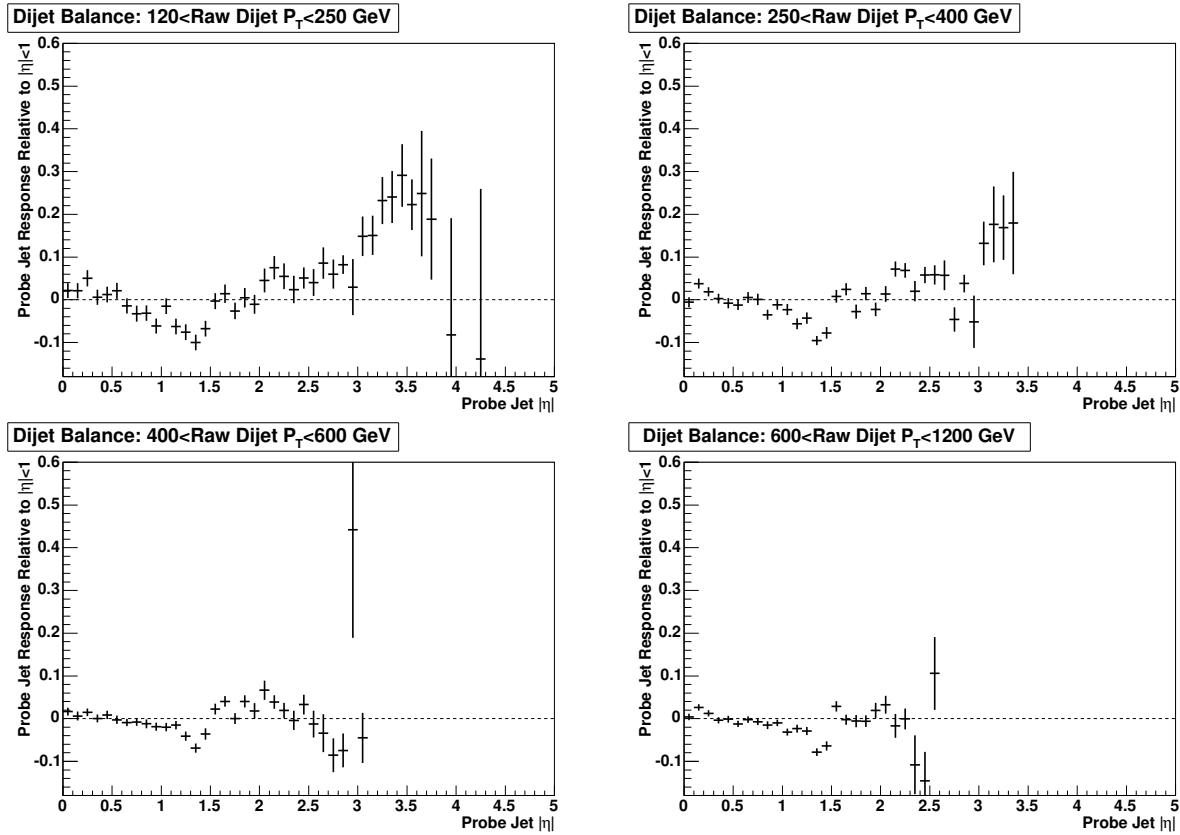 Dijet Balance: 120<Raw Dijet P_T<250 GeV
Probe Jet Response Relative to |η|<1
0.6
0.5
0.4
0.3
0.2
0.1
0
-0.1
0 0.5 1 1.5 2 2.5 3 3.5 4 4.5 5
Probe Jet |η|
Dijet Balance: 250<Raw Dijet P_T<400 GeV
Probe Jet Response Relative to |η|<1
0.6
0.5
0.4
0.3
0.2
0.1
0
-0.1
0 0.5 1 1.5 2 2.5 3 3.5 4 4.5 5
Probe Jet |η|
Dijet Balance: 400<Raw Dijet P_T<600 GeV
Probe Jet Response Relative to |η|<1
0.6
0.5
0.4
0.3
0.2
0.1
0
-0.1
0 0.5 1 1.5 2 2.5 3 3.5 4 4.5 5
Probe Jet |η|
Dijet Balance: 600<Raw Dijet P_T<1200 GeV
Probe Jet Response Relative to |η|<1
0.6
0.5
0.4
0.3
0.2
0.1
0
-0.1
0 0.5 1 1.5 2 2.5 3 3.5 4 4.5 5
Probe Jet |η|